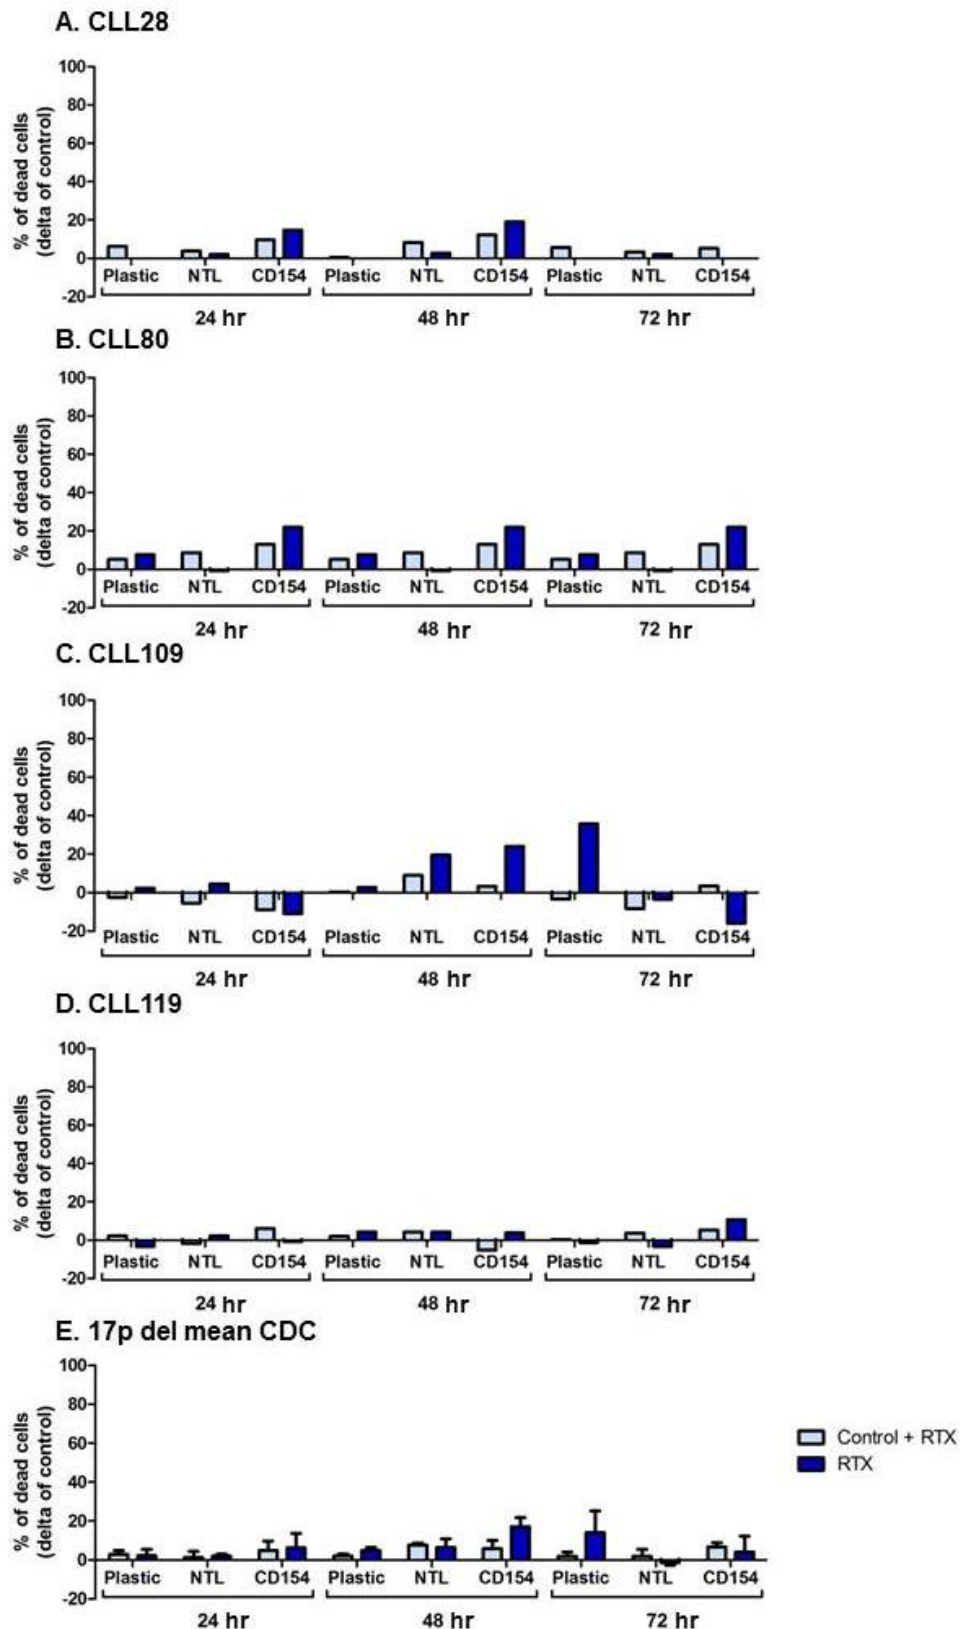 A. CLL28
% of dead cells
(delta of control)
100
80
60
40
20
0
-20
Plastic NTL CD154 Plastic NTL CD154 Plastic NTL CD154
24 hr 48 hr 72 hr
B. CLL80
% of dead cells
(delta of control)
100
80
60
40
20
0
-20
Plastic NTL CD154 Plastic NTL CD154 Plastic NTL CD154
24 hr 48 hr 72 hr
C. CLL109
% of dead cells
(delta of control)
100
80
60
40
20
0
-20
Plastic NTL CD154 Plastic NTL CD154 Plastic NTL CD154
24 hr 48 hr 72 hr
D. CLL119
% of dead cells
(delta of control)
100
80
60
40
20
0
-20
Plastic NTL CD154 Plastic NTL CD154 Plastic NTL CD154
24 hr 48 hr 72 hr
E. 17p del mean CDC
% of dead cells
(delta of control)
100
80
60
40
20
0
-20
Plastic NTL CD154 Plastic NTL CD154 Plastic NTL CD154
24 hr 48 hr 72 hr
Control + RTX
RTX